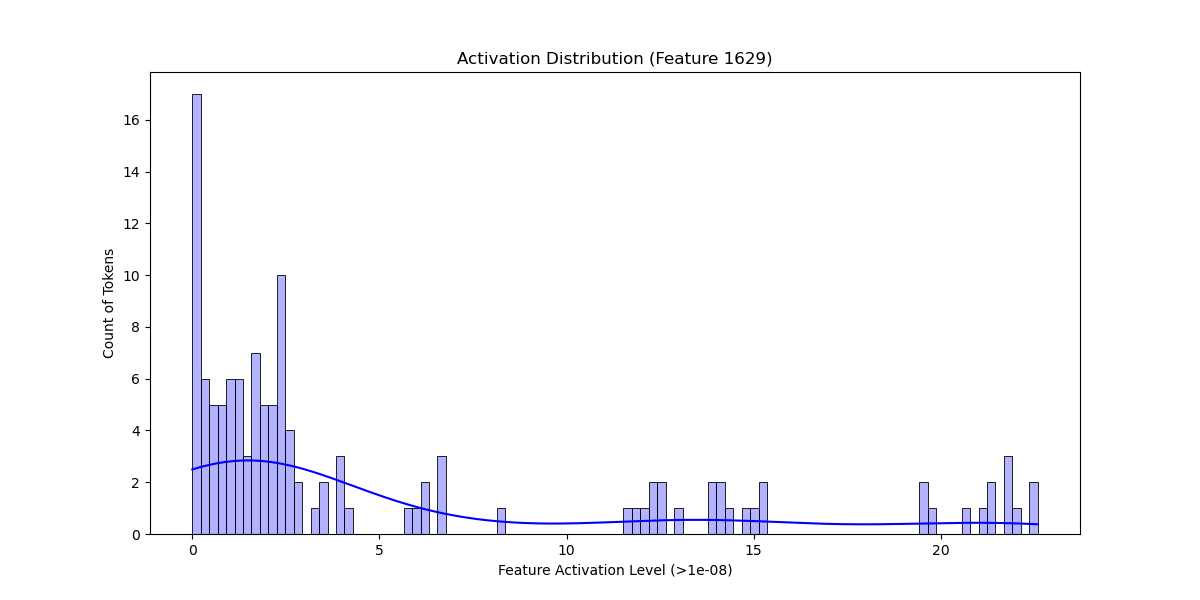 Activation Distribution (Feature 1629)
16
14
12
10
8
6
4
2
0
Count of Tokens
0 5 10 15 20
Feature Activation Level (>1e-08)